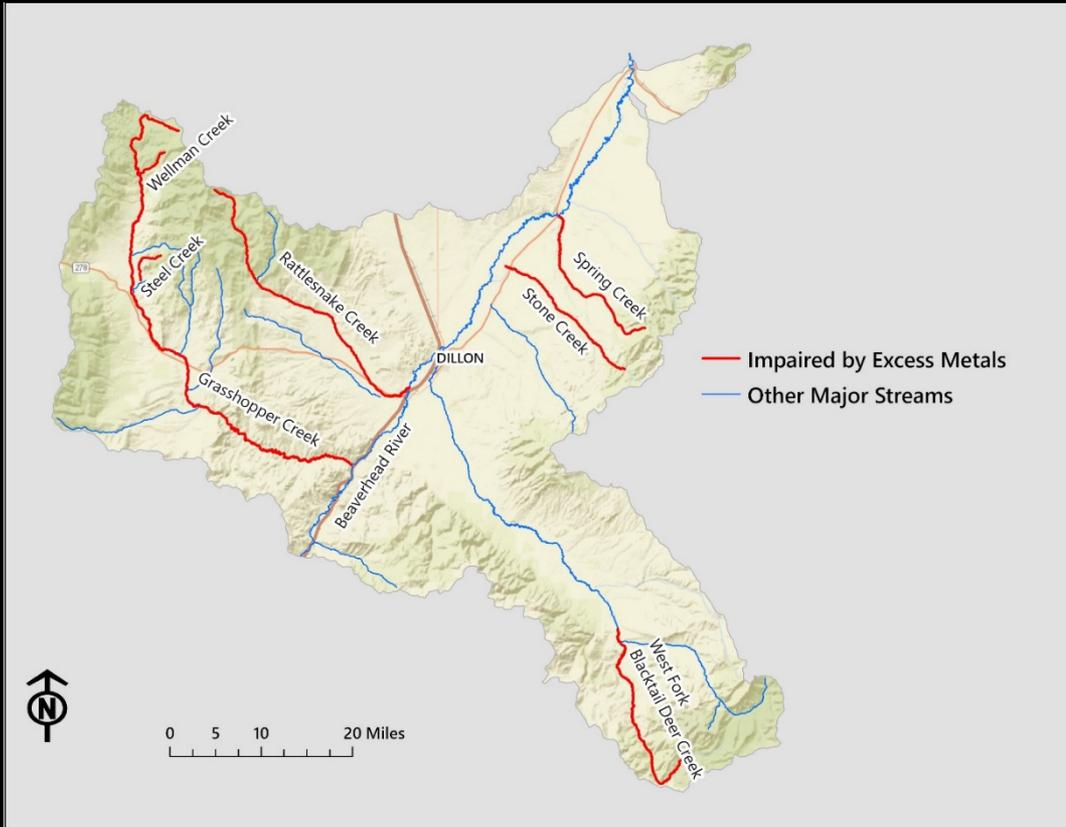 Wellman Creek
278
Steel Creek
Rattlesnake Creek
Spring Creek
Stone Creek
DILLON
Impaired by Excess Metals
Other Major Streams
Grasshopper Creek
Beaverhead River
West Fork
Blacktail Deer Creek
N
0 5 10 20 Miles